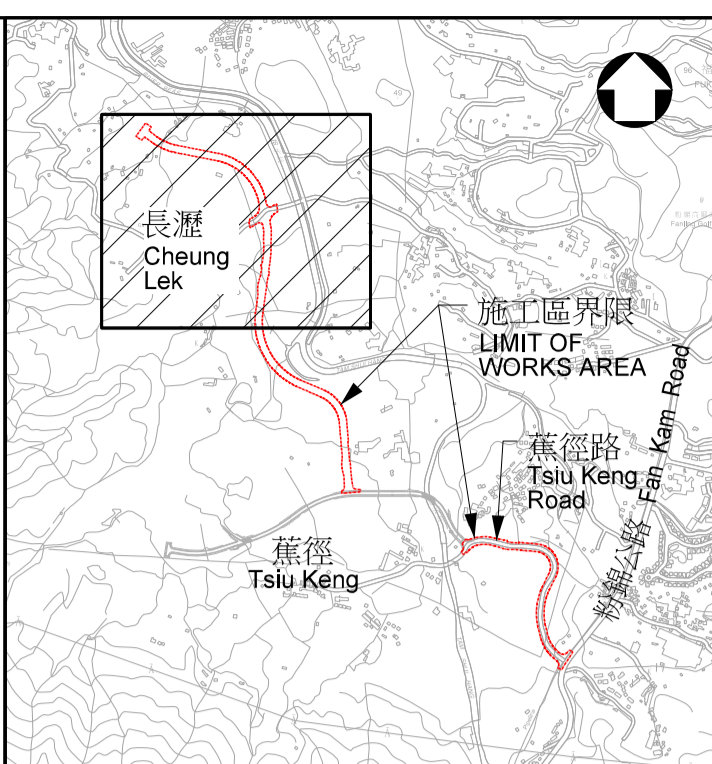 長瀝
Cheung
Lek
施工區界限
LIMIT OF
WORKS AREA
蕉徑路
Tsiu Keng
Road
粉錦公路 Fan Kam Road
蕉徑
Tsiu Keng